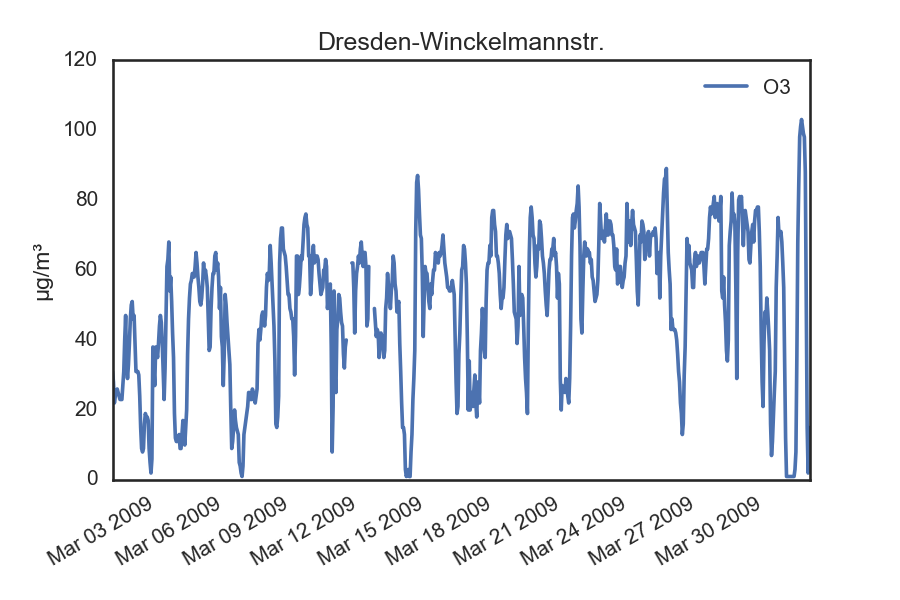 Dresden-Winckelmannstr.
120
100
80
60
40
20
0
µg/m³
O3
Mar 03 2009
Mar 06 2009
Mar 09 2009
Mar 12 2009
Mar 15 2009
Mar 18 2009
Mar 21 2009
Mar 24 2009
Mar 27 2009
Mar 30 2009